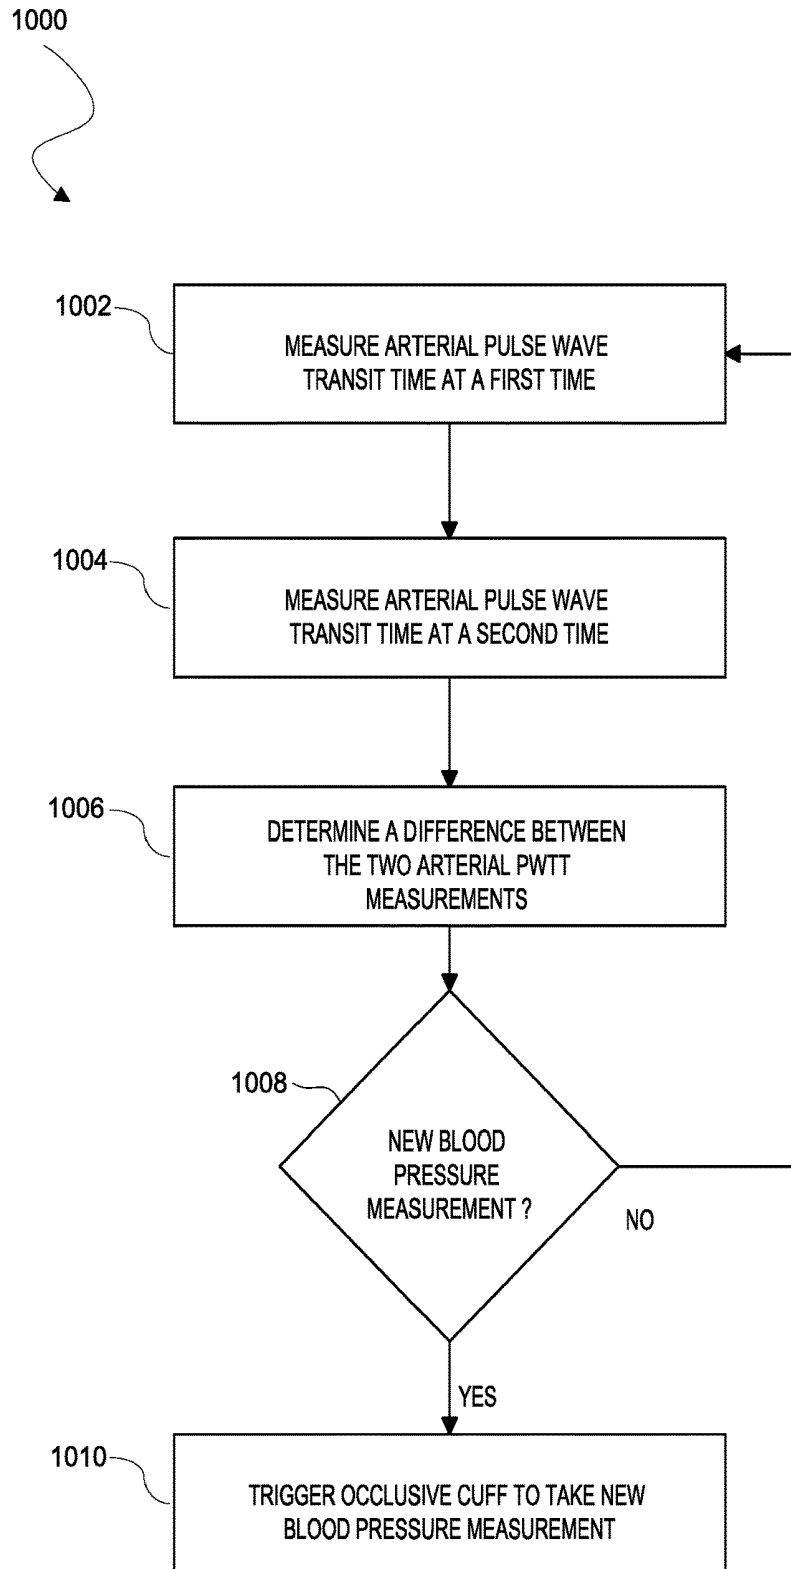 1000
1002
MEASURE ARTERIAL PULSE WAVE
TRANSIT TIME AT A FIRST TIME
1004
MEASURE ARTERIAL PULSE WAVE
TRANSIT TIME AT A SECOND TIME
1006
DETERMINE A DIFFERENCE BETWEEN
THE TWO ARTERIAL PWTT
MEASUREMENTS
1008
NEW BLOOD
PRESSURE
MEASUREMENT ?
NO
YES
1010
TRIGGER OCCLUSIVE CUFF TO TAKE NEW
BLOOD PRESSURE MEASUREMENT